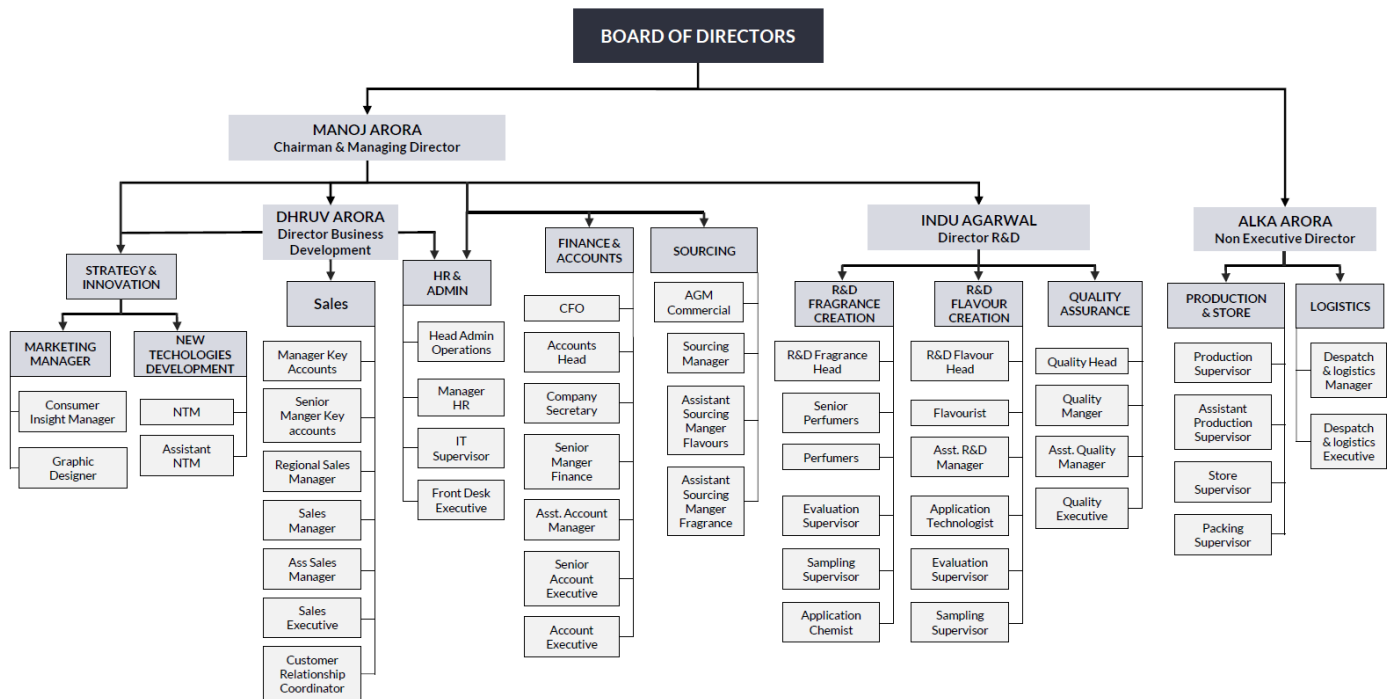 BOARD OF DIRECTORS
MANOJ ARORA
Chairman & Managing Director
DHRUV ARORA
Director Business
Development
INDU AGARWAL
Director R&D
ALKA ARORA
Non Executive Director
STRATEGY &
INNOVATION
MARKETING
MANAGER
Consumer
Insight Manager
Graphic
Designer
NEW
TECHOLOGIES
DEVELOPMENT
NTM
Assistant
NTM
Sales
Manager Key
Accounts
Senior
Manger Key
accounts
Regional Sales
Manager
Sales
Manager
Ass Sales
Manager
Sales
Executive
Customer
Relationship
Coordinator
HR &
ADMIN
Head Admin
Operations
Manager
HR
IT
Supervisor
Front Desk
Executive
FINANCE &
ACCOUNTS
CFO
Accounts
Head
Company
Secretary
Senior
Manger
Finance
Asst. Account
Manager
Senior
Account
Executive
Account
Executive
SOURCING
AGM
Commercial
Sourcing
Manager
Assistant
Sourcing
Manger
Flavours
Assistant
Sourcing
Manger
Fragrance
R&D
FRAGRANCE
CREATION
R&D Fragrance
Head
Senior
Perfumers
Perfumers
Evaluation
Supervisor
Sampling
Supervisor
Application
Chemist
R&D
FLAVOUR
CREATION
R&D Flavour
Head
Flavourist
Asst. R&D
Manager
Application
Technologist
Evaluation
Supervisor
Sampling
Supervisor
QUALITY
ASSURANCE
Quality Head
Quality
Manger
Asst. Quality
Manager
Quality
Executive
PRODUCTION
& STORE
Production
Supervisor
Assistant
Production
Supervisor
Store
Supervisor
Packing
Supervisor
LOGISTICS
Despatch
& logistics
Manager
Despatch
& logistics
Executive